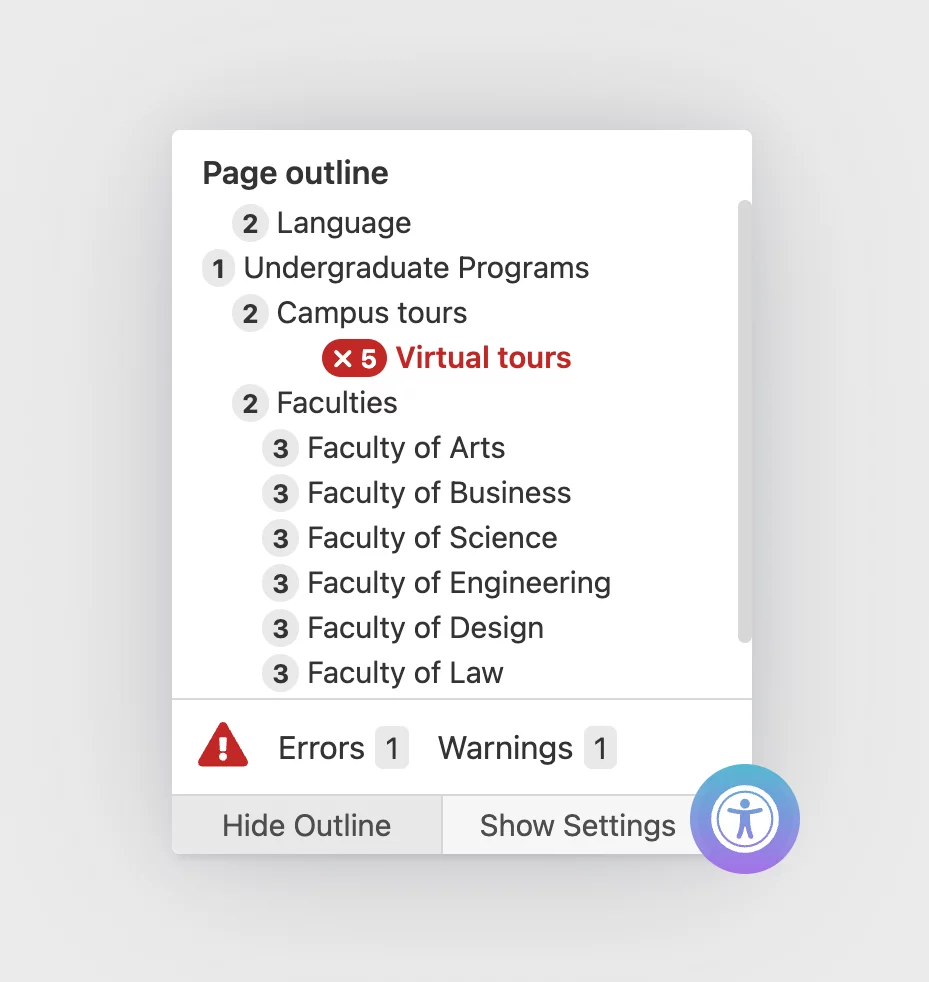 Page outline
2 Language
1 Undergraduate Programs
2 Campus tours
× 5 Virtual tours
2 Faculties
3 Faculty of Arts
3 Faculty of Business
3 Faculty of Science
3 Faculty of Engineering
3 Faculty of Design
3 Faculty of Law
! Errors 1 Warnings 1
Hide Outline Show Settings